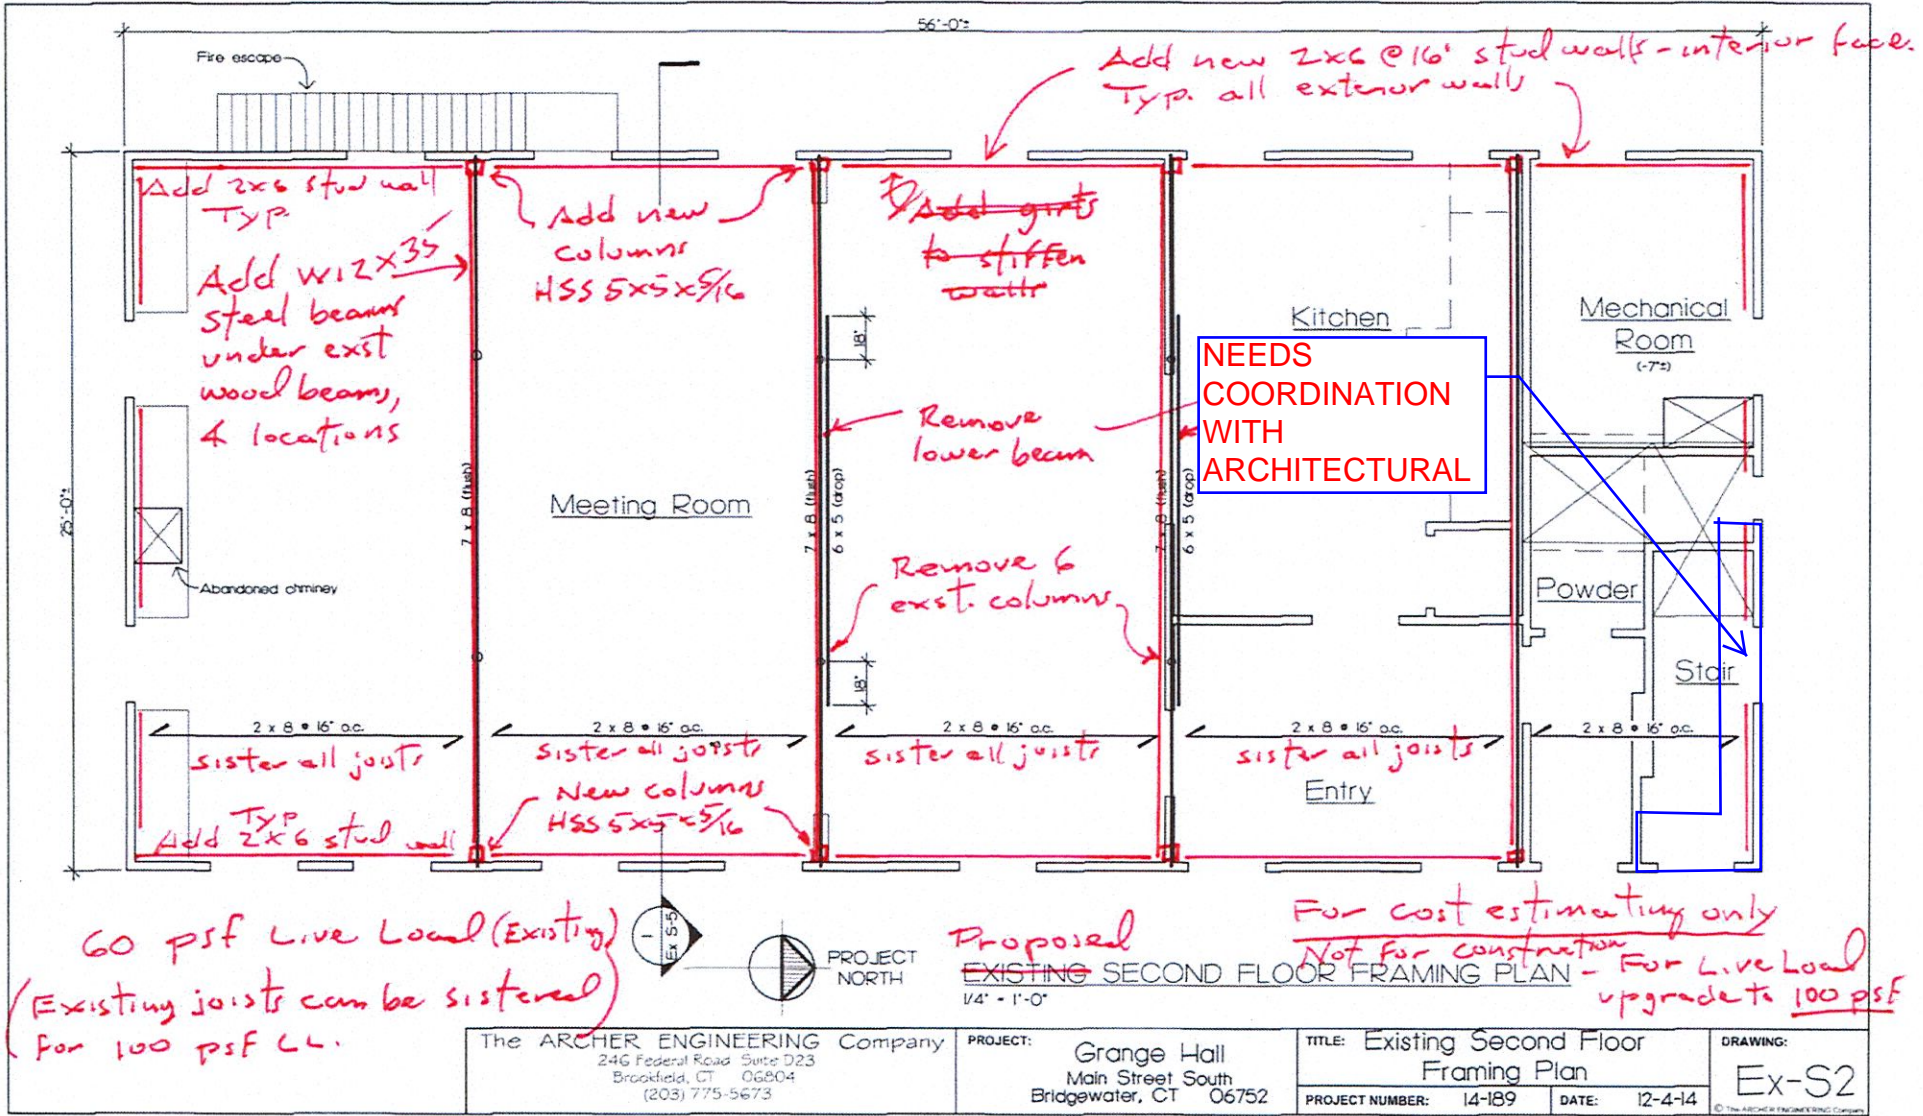 56'-0"±
Fire escape
Add new 2x6 @ 16" stud walls - interior face.
Typ. all exterior walls
Add 2x6 stud wall
Typ.
Add new
columns
HSS 5x5x5/16
Add girts
to stiffen
walls
Add W12x35
steel beams
under exst
wood beams,
4 locations
18"
Kitchen
Mechanical
Room
(-7"±)
NEEDS
COORDINATION
WITH
ARCHITECTURAL
Remove
lower beam
25'-0"±
7 x 8 (flush)
Meeting Room
7 x 8 (flush)
6 x 5 (drop)
7 x 8 (flush)
6 x 5 (drop)
Abandoned chminey
Remove 6
exst. columns
Powder
Stair
18"
2 x 8 @ 16" o.c.
2 x 8 @ 16" o.c.
2 x 8 @ 16" o.c.
2 x 8 @ 16" o.c.
2 x 8 @ 16" o.c.
sister all joists
sister all joists
sister all joists
sister all joists
New columns
HSS 5x5x5/16
Entry
Typ
Add 2x6 stud wall
60 psf Live Load (Existing)
(Existing joists can be sistered
for 100 psf LL.
1
Ex S-5
PROJECT
NORTH
Proposed
EXISTING SECOND FLOOR FRAMING PLAN
1/4" = 1'-0"
For cost estimating only
Not for construction
- For Live Load
upgrade to 100 psf
The ARCHER ENGINEERING Company
246 Federal Road Suite D23
Brookfield, CT 06804
(203) 775-5673
PROJECT:
Grange Hall
Main Street South
Bridgewater, CT 06752
TITLE: Existing Second Floor
Framing Plan
PROJECT NUMBER: 14-189
DATE: 12-4-14
DRAWING:
Ex-S2
© The ARCHER ENGINEERING Company